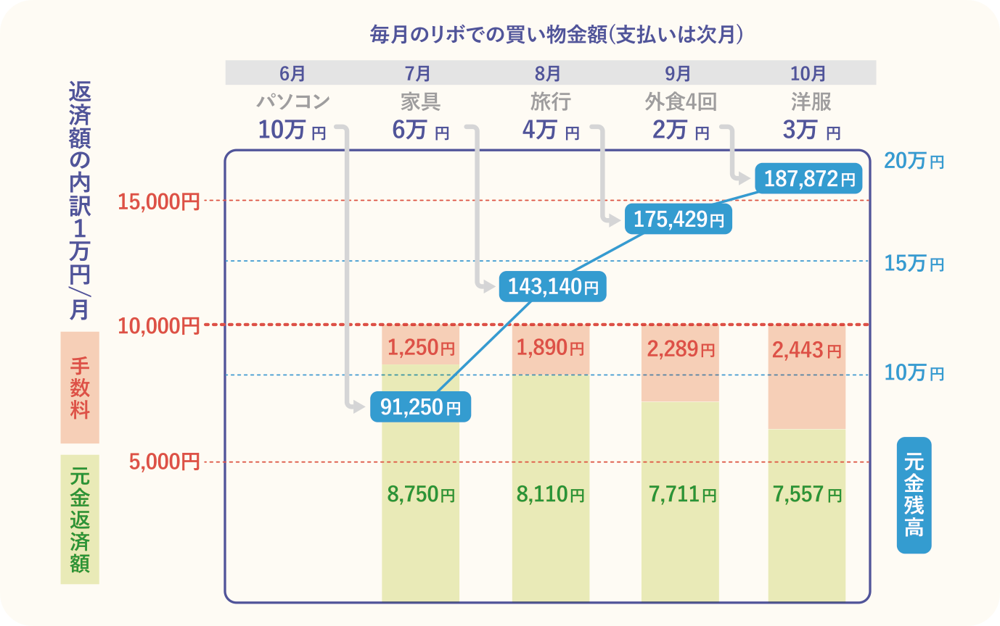 毎月のリボでの買い物金額(支払いは次月)
6月 7月 8月 9月 10月
パソコン 家具 旅行 外食4回 洋服
10万円 6万円 4万円 2万円 3万円
返済額の内訳1万円/月
手数料
元金返済額
15,000円
10,000円
5,000円
91,250円
143,140円
175,429円
187,872円
1,250円
1,890円
2,289円
2,443円
8,750円
8,110円
7,711円
7,557円
20万円
15万円
10万円
元金残高